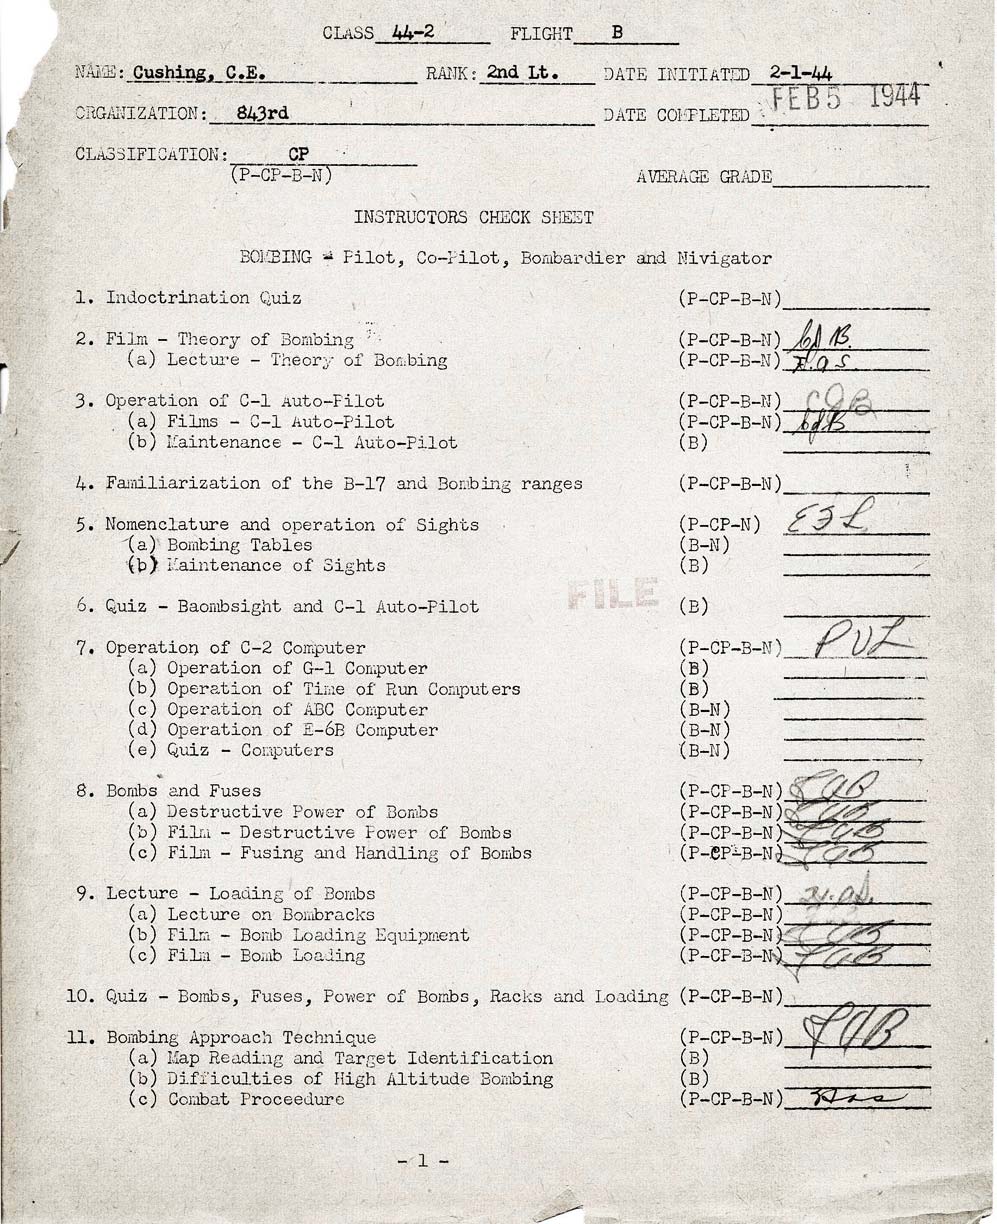 CLASS 44-2 FLIGHT B
NAME: Cushing, C.E. RANK: 2nd Lt. DATE INITIATED 2-1-44
ORGANIZATION: 843rd DATE COMPLETED FEB 5 1944
CLASSIFICATION: CP
(P-CP-B-N) AVERAGE GRADE
INSTRUCTORS CHECK SHEET
BOMBING - Pilot, Co-Pilot, Bombardier and Nivigator
1. Indoctrination Quiz (P-CP-B-N)
2. Film - Theory of Bombing (P-CP-B-N)
(a) Lecture - Theory of Bombing (P-CP-B-N)
3. Operation of C-1 Auto-Pilot (P-CP-B-N)
(a) Films - C-1 Auto-Pilot (P-CP-B-N)
(b) Maintenance - C-1 Auto-Pilot (B)
4. Familiarization of the B-17 and Bombing ranges (P-CP-B-N)
5. Nomenclature and operation of Sights (P-CP-N)
(a) Bombing Tables (B-N)
(b) Maintenance of Sights (B)
FILE
6. Quiz - Baombsight and C-1 Auto-Pilot (B)
7. Operation of C-2 Computer (P-CP-B-N) PVL
(a) Operation of G-1 Computer (B)
(b) Operation of Time of Run Computers (B)
(c) Operation of ABC Computer (B-N)
(d) Operation of E-6B Computer (B-N)
(e) Quiz - Computers (B-N)
8. Bombs and Fuses (P-CP-B-N)
(a) Destructive Power of Bombs (P-CP-B-N)
(b) Film - Destructive Power of Bombs (P-CP-B-N)
(c) Film - Fusing and Handling of Bombs (P-CP-B-N)
9. Lecture - Loading of Bombs (P-CP-B-N)
(a) Lecture on Bombracks (P-CP-B-N)
(b) Film - Bomb Loading Equipment (P-CP-B-N)
(c) Film - Bomb Loading (P-CP-B-N)
10. Quiz - Bombs, Fuses, Power of Bombs, Racks and Loading (P-CP-B-N)
11. Bombing Approach Technique (P-CP-B-N)
(a) Map Reading and Target Identification (B)
(b) Difficulties of High Altitude Bombing (B)
(c) Combat Proceedure (P-CP-B-N)
- 1 -